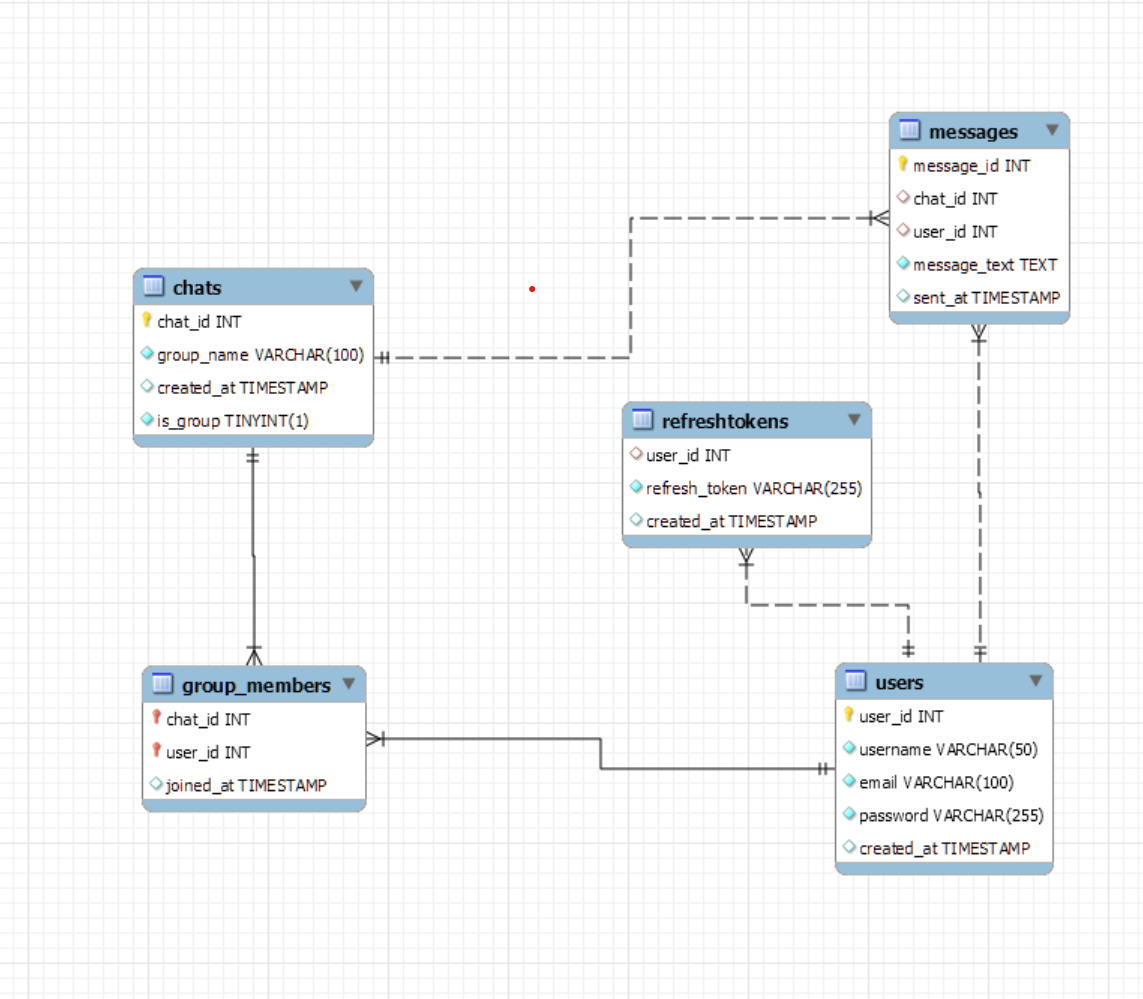 messages
message_id INT
chat_id INT
user_id INT
message_text TEXT
sent_at TIMESTAMP
chats
chat_id INT
group_name VARCHAR(100)
created_at TIMESTAMP
is_group TINYINT(1)
refreshtokens
user_id INT
refresh_token VARCHAR(255)
created_at TIMESTAMP
group_members
chat_id INT
user_id INT
joined_at TIMESTAMP
users
user_id INT
username VARCHAR(50)
email VARCHAR(100)
password VARCHAR(255)
created_at TIMESTAMP